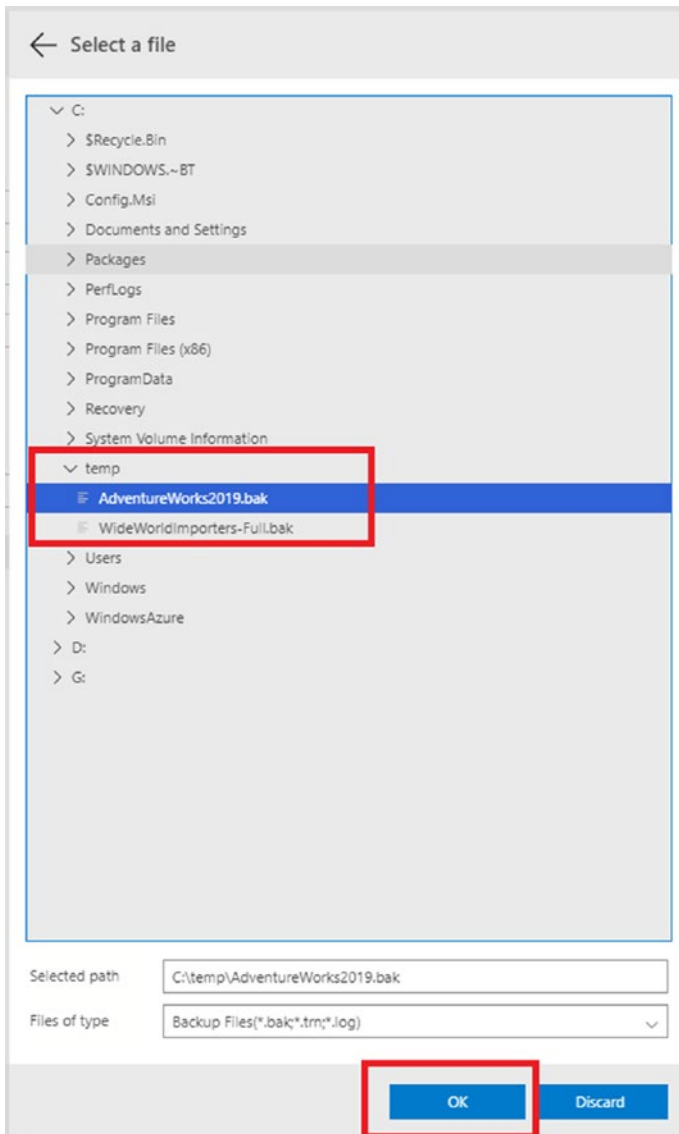 Select a file
C:
$Recycle.Bin
$WINDOWS.~BT
Config.Msi
Documents and Settings
Packages
PerfLogs
Program Files
Program Files (x86)
ProgramData
Recovery
System Volume Information
temp
AdventureWorks2019.bak
WideWorldImporters-Full.bak
Users
Windows
WindowsAzure
D:
G:
Selected path C:\temp\AdventureWorks2019.bak
Files of type Backup Files(*.bak;*.trn;*.log)
OK Discard